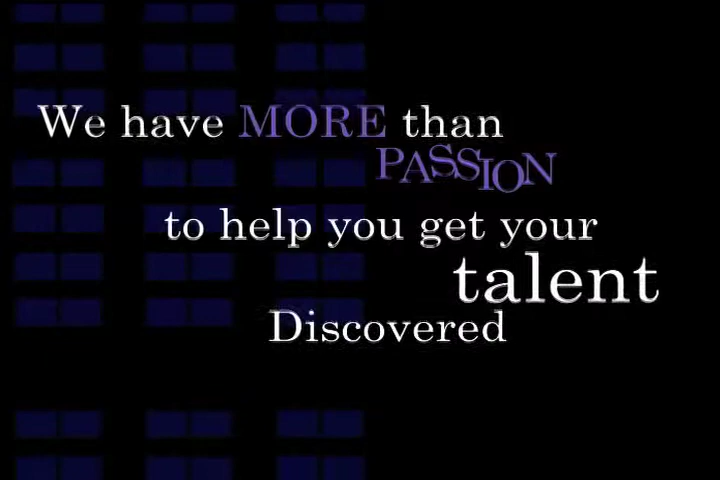 We have MORE than
PASSION
to help you get your
talent
Discovered